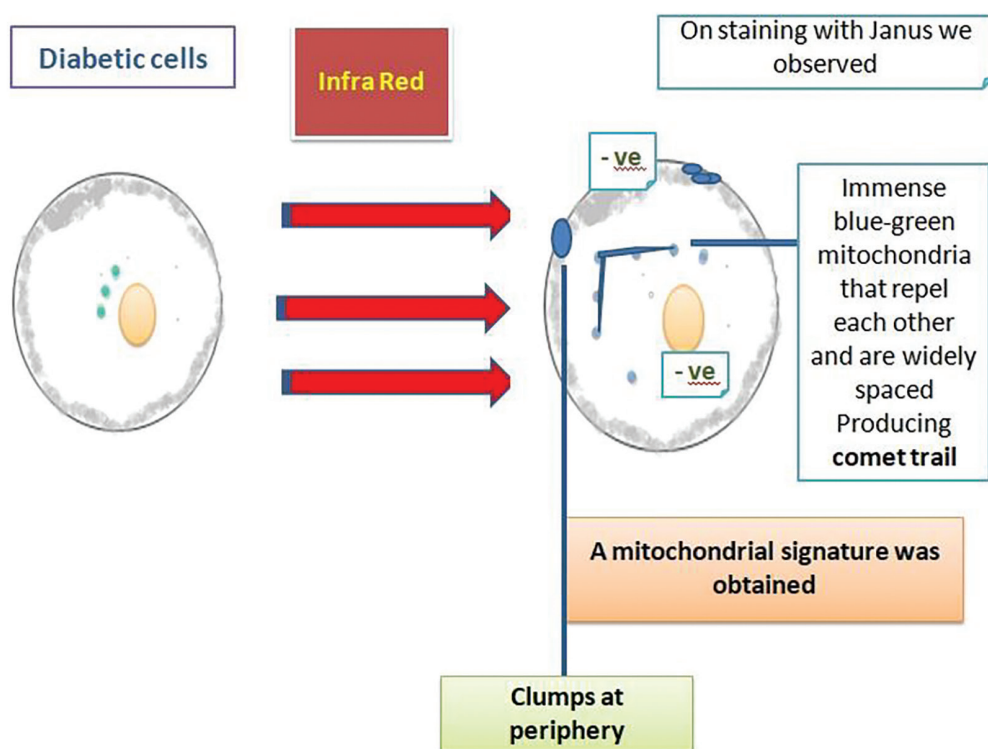 Diabetic cells
Infra Red
On staining with Janus we
observed
- ve
Immense
blue-green
mitochondria
that repel
each other
and are widely
spaced
Producing
comet trail
- ve
A mitochondrial signature was
obtained
Clumps at
periphery